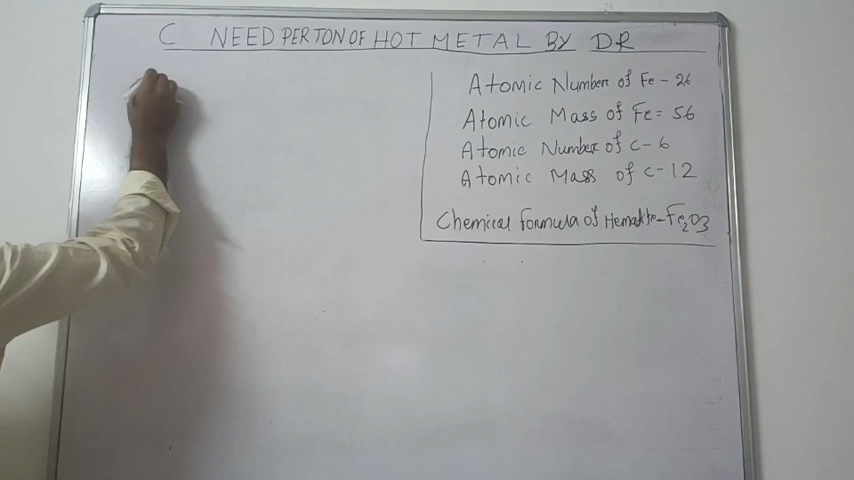 C NEED PER TON OF HOT METAL BY DR
Atomic Number of Fe - 26
Atomic Mass of Fe = 56
Atomic Number of C - 6
Atomic Mass of C - 12
Chemical formula of Hematite - Fe2O3